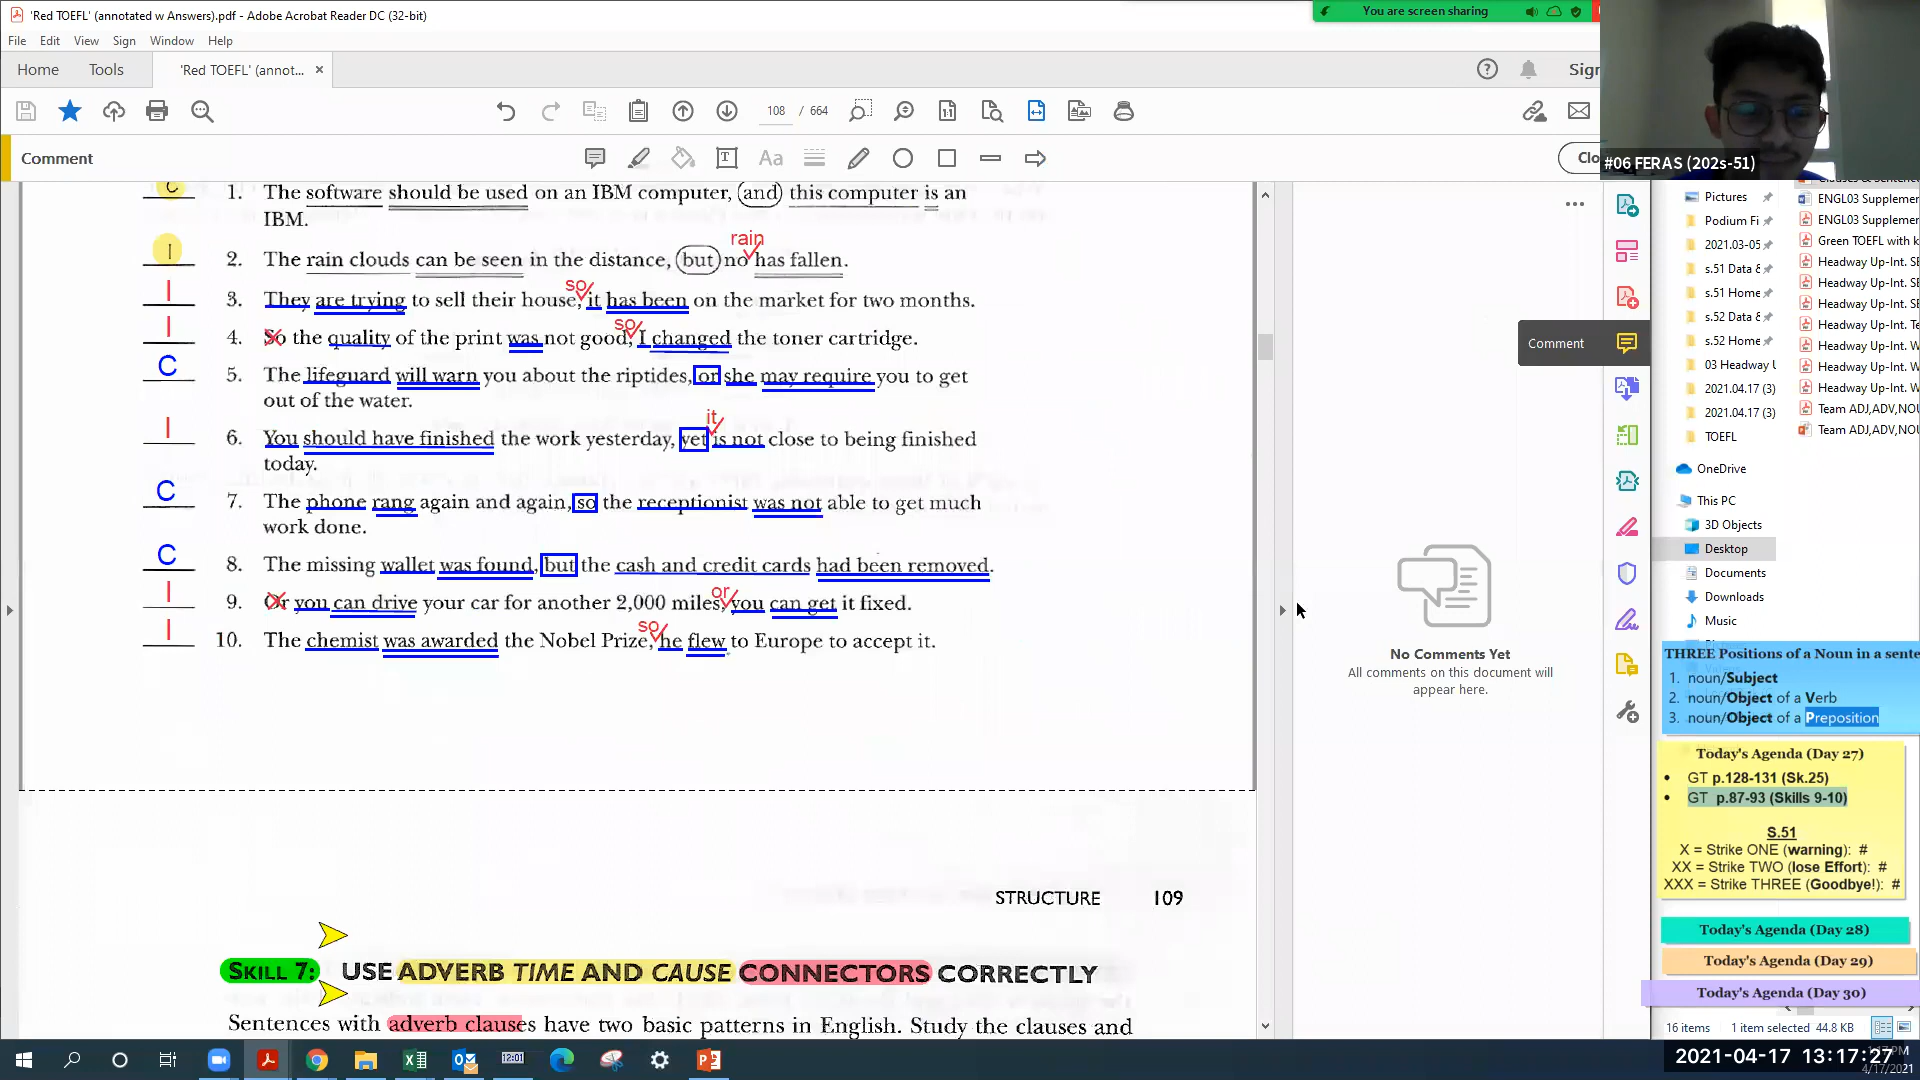 'Red TOEFL' (annotated w Answers).pdf - Adobe Acrobat Reader DC (32-bit)
You are screen sharing
File Edit View Sign Window Help
Home Tools 'Red TOEFL' (annot... ×
Sign
108 / 664
Comment
Clo
#06 FERAS (202s-51)
C 1. The software should be used on an IBM computer, and this computer is an
IBM.
rain
I 2. The rain clouds can be seen in the distance, but no has fallen.
so
I 3. They are trying to sell their house, it has been on the market for two months.
so
I 4. So the quality of the print was not good, I changed the toner cartridge.
C 5. The lifeguard will warn you about the riptides, or she may require you to get
out of the water.
it
I 6. You should have finished the work yesterday, yet is not close to being finished
today.
C 7. The phone rang again and again, so the receptionist was not able to get much
work done.
C 8. The missing wallet was found, but the cash and credit cards had been removed.
or
I 9. Or you can drive your car for another 2,000 miles, you can get it fixed.
so
I 10. The chemist was awarded the Nobel Prize, he flew to Europe to accept it.
STRUCTURE 109
SKILL 7: USE ADVERB TIME AND CAUSE CONNECTORS CORRECTLY
Sentences with adverb clauses have two basic patterns in English. Study the clauses and
Comment
No Comments Yet
All comments on this document will
appear here.
Pictures
Podium Fi
2021.03-05
s.51 Data &
s.51 Home
s.52 Data &
s.52 Home
03 Headway U
2021.04.17 (3)
2021.04.17 (3)
TOEFL
OneDrive
This PC
3D Objects
Desktop
Documents
Downloads
Music
ENGL03 Suppleme
ENGL03 Suppleme
Green TOEFL with k
Headway Up-Int. SE
Headway Up-Int. SE
Headway Up-Int. SE
Headway Up-Int. Te
Headway Up-Int. W
Headway Up-Int. W
Headway Up-Int. W
Team ADJ,ADV,NOU
Team ADJ,ADV,NOU
THREE Positions of a Noun in a sente
1. noun/Subject
2. noun/Object of a Verb
3. noun/Object of a Preposition
Today's Agenda (Day 27)
• GT p.128-131 (Sk.25)
• GT p.87-93 (Skills 9-10)
S.51
X = Strike ONE (warning): #
XX = Strike TWO (lose Effort): #
XXX = Strike THREE (Goodbye!): #
Today's Agenda (Day 28)
Today's Agenda (Day 29)
Today's Agenda (Day 30)
16 items 1 item selected 44.8 KB
12:01
2021-04-17 13:17:27
4/17/2021